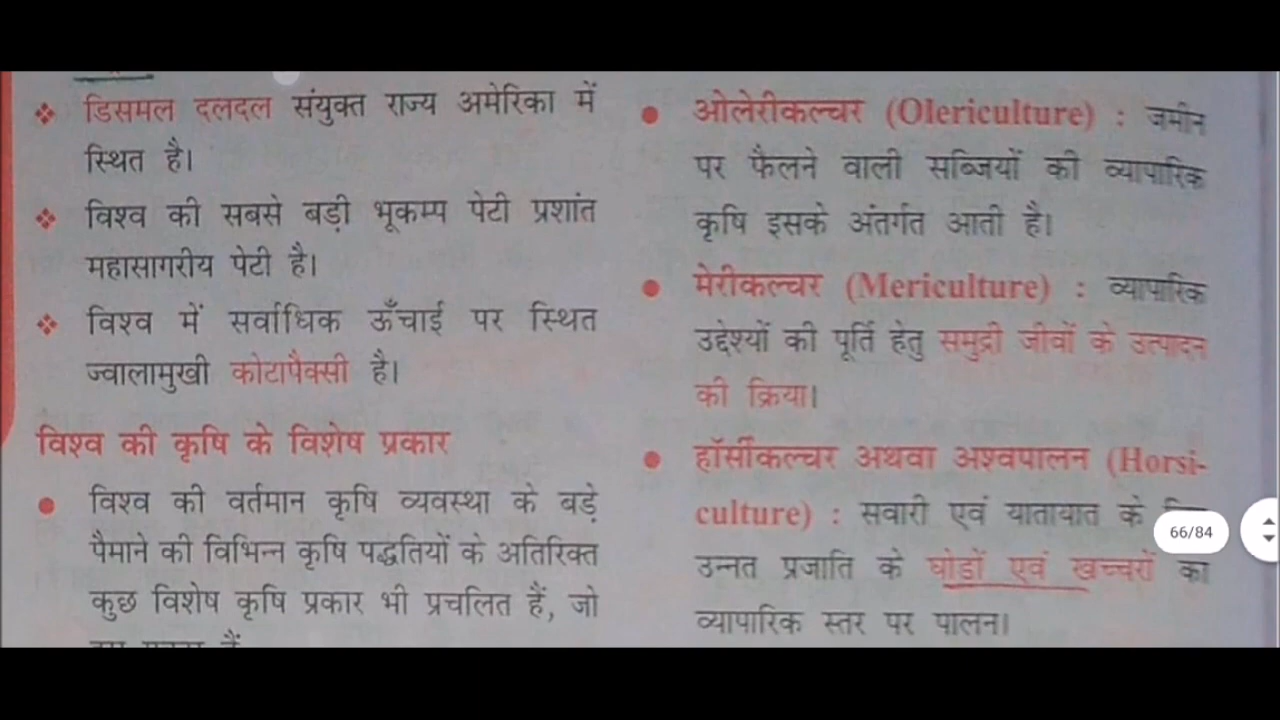 ❖ डिसमल दलदल संयुक्त राज्य अमेरिका में
स्थित है।
❖ विश्व की सबसे बड़ी भूकम्प पेटी प्रशांत
महासागरीय पेटी है।
❖ विश्व में सर्वाधिक ऊँचाई पर स्थित
ज्वालामुखी कोटापैक्सी है।
विश्व की कृषि के विशेष प्रकार
• विश्व की वर्तमान कृषि व्यवस्था के बड़े
पैमाने की विभिन्न कृषि पद्धतियों के अतिरिक्त
कुछ विशेष कृषि प्रकार भी प्रचलित हैं, जो
• ओलेरीकल्चर (Olericulture) : जमीन
पर फैलने वाली सब्जियों की व्यापारिक
कृषि इसके अंतर्गत आती है।
• मेरीकल्चर (Mericulture) : व्यापारिक
उद्देश्यों की पूर्ति हेतु समुद्री जीवों के उत्पादन
की क्रिया।
• हॉर्सीकल्चर अथवा अश्वपालन (Horsi-
culture) : सवारी एवं यातायात के
उन्नत प्रजाति के घोडों एवं खच्चरों का
व्यापारिक स्तर पर पालन।
66/84